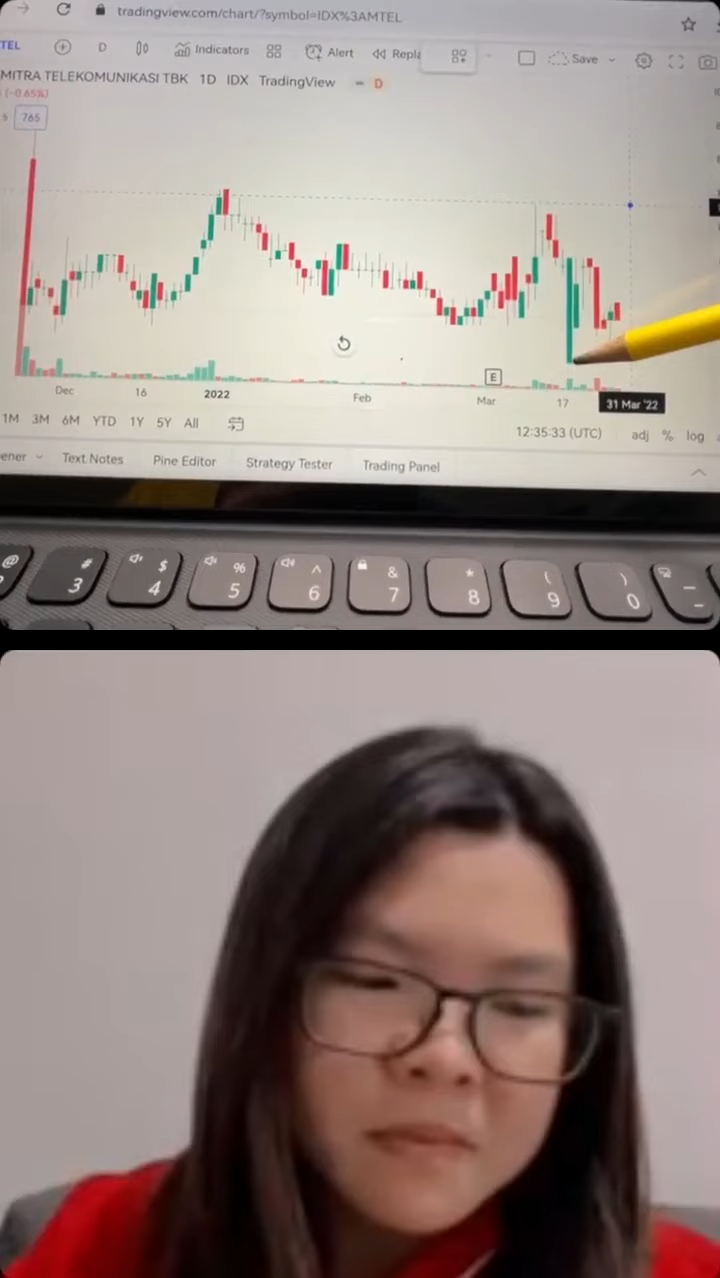 tradingview.com/chart/?symbol=IDX%3AMTEL
TEL D Indicators Alert Repla Save
MITRA TELEKOMUNIKASI TBK 1D IDX TradingView D
(−0.65%)
765
E
Dec 16 2022 Feb Mar 17 31 Mar '22
1M 3M 6M YTD 1Y 5Y All
12:35:33 (UTC) adj % log
ener Text Notes Pine Editor Strategy Tester Trading Panel
@ # $ % ^ & * ( )
3 4 5 6 7 8 9 0